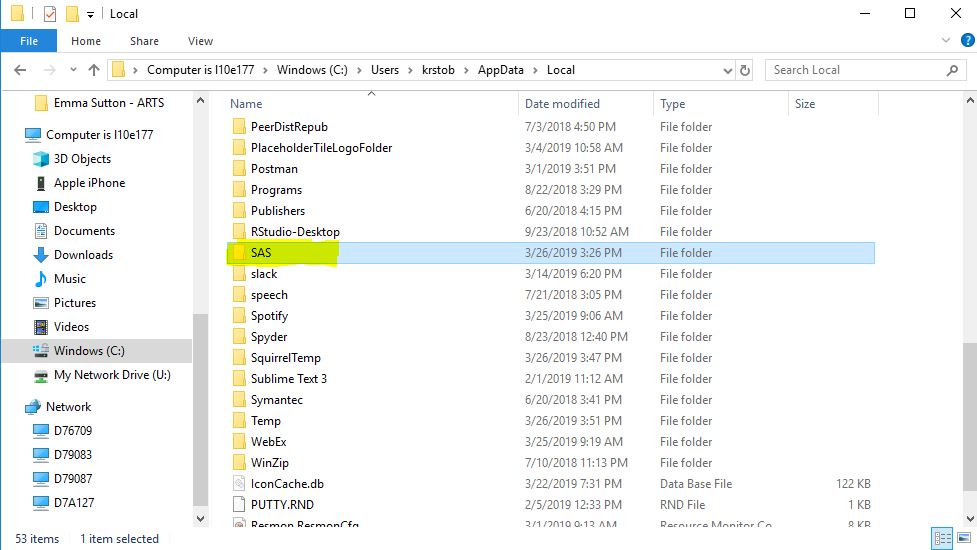 Local
File Home Share View
Computer is l10e177 Windows (C:) Users krstob AppData Local
Search Local
Emma Sutton - ARTS
Computer is l10e177
3D Objects
Apple iPhone
Desktop
Documents
Downloads
Music
Pictures
Videos
Windows (C:)
My Network Drive (U:)
Network
D76709
D79083
D79087
D7A127
Name Date modified Type Size
PeerDistRepub 7/3/2018 4:50 PM File folder
PlaceholderTileLogoFolder 3/4/2019 10:58 AM File folder
Postman 3/1/2019 3:51 PM File folder
Programs 8/22/2018 3:29 PM File folder
Publishers 6/20/2018 4:15 PM File folder
RStudio-Desktop 9/23/2018 10:52 AM File folder
SAS 3/26/2019 3:26 PM File folder
slack 3/14/2019 6:20 PM File folder
speech 7/21/2018 3:05 PM File folder
Spotify 3/25/2019 9:06 AM File folder
Spyder 8/23/2018 12:40 PM File folder
SquirrelTemp 3/26/2019 3:47 PM File folder
Sublime Text 3 2/1/2019 11:12 AM File folder
Symantec 6/20/2018 3:41 PM File folder
Temp 3/26/2019 3:51 PM File folder
WebEx 3/25/2019 9:19 AM File folder
WinZip 7/10/2018 11:13 PM File folder
IconCache.db 3/22/2019 7:31 PM Data Base File 122 KB
PUTTY.RND 2/5/2019 12:33 PM RND File 1 KB
Resmon.ResmonCfg 3/1/2019 9:13 AM Resource Monitor Co... 8 KB
53 items 1 item selected